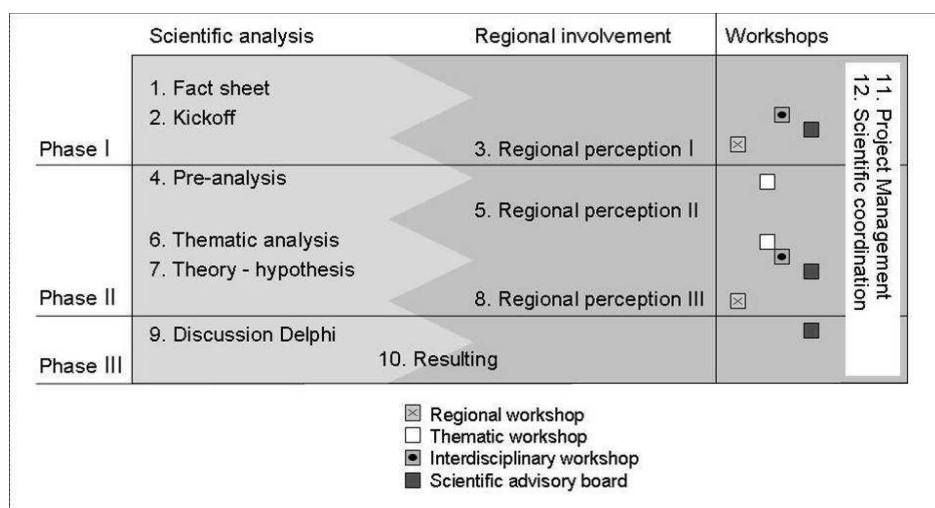 Scientific analysis Regional involvement Workshops
1. Fact sheet
2. Kickoff
Phase I 3. Regional perception I
4. Pre-analysis
5. Regional perception II
6. Thematic analysis
7. Theory - hypothesis
Phase II 8. Regional perception III
9. Discussion Delphi
Phase III 10. Resulting
11. Project Management
12. Scientific coordination
Regional workshop
Thematic workshop
Interdisciplinary workshop
Scientific advisory board